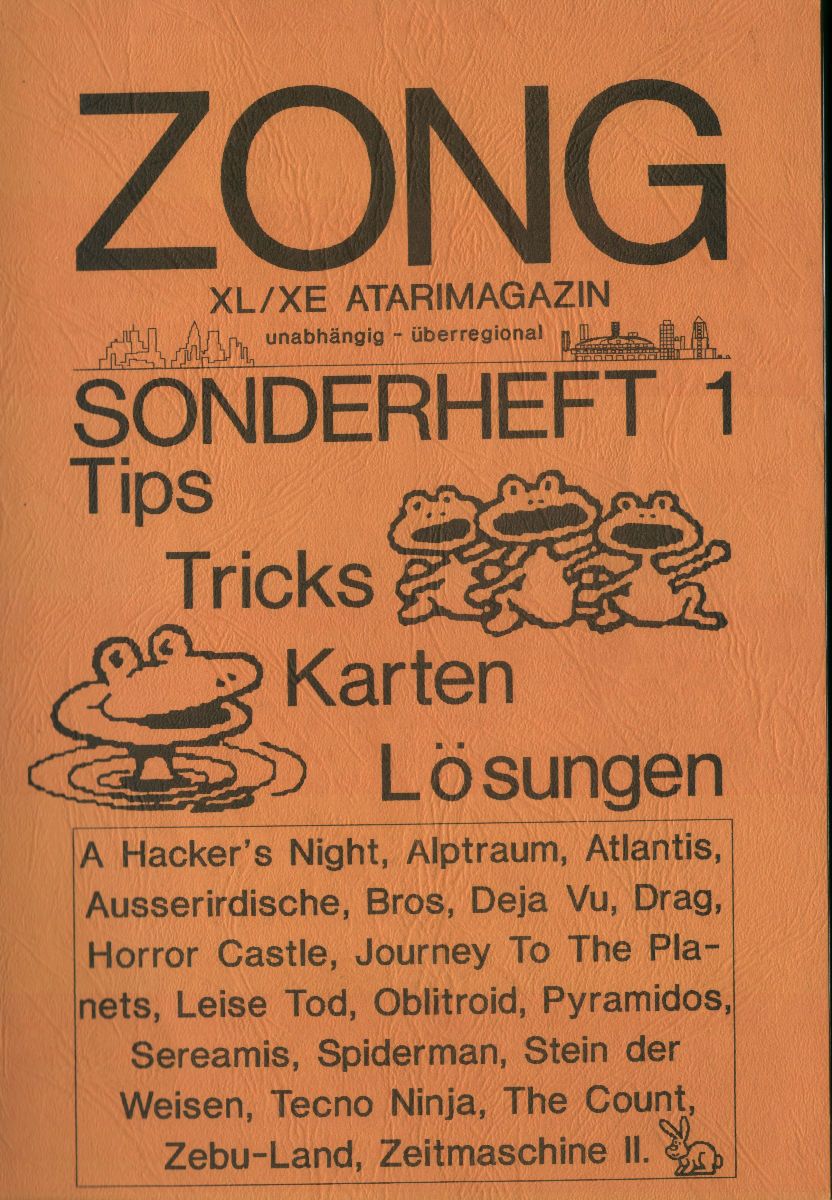 ZONG
XL/XE ATARIMAGAZIN
unabhängig - überregional
SONDERHEFT 1
Tips
Tricks
Karten
Lösungen
A Hacker's Night, Alptraum, Atlantis,
Ausserirdische, Bros, Deja Vu, Drag,
Horror Castle, Journey To The Pla-
nets, Leise Tod, Oblitroid, Pyramidos,
Sereamis, Spiderman, Stein der
Weisen, Tecno Ninja, The Count,
Zebu-Land, Zeitmaschine II.